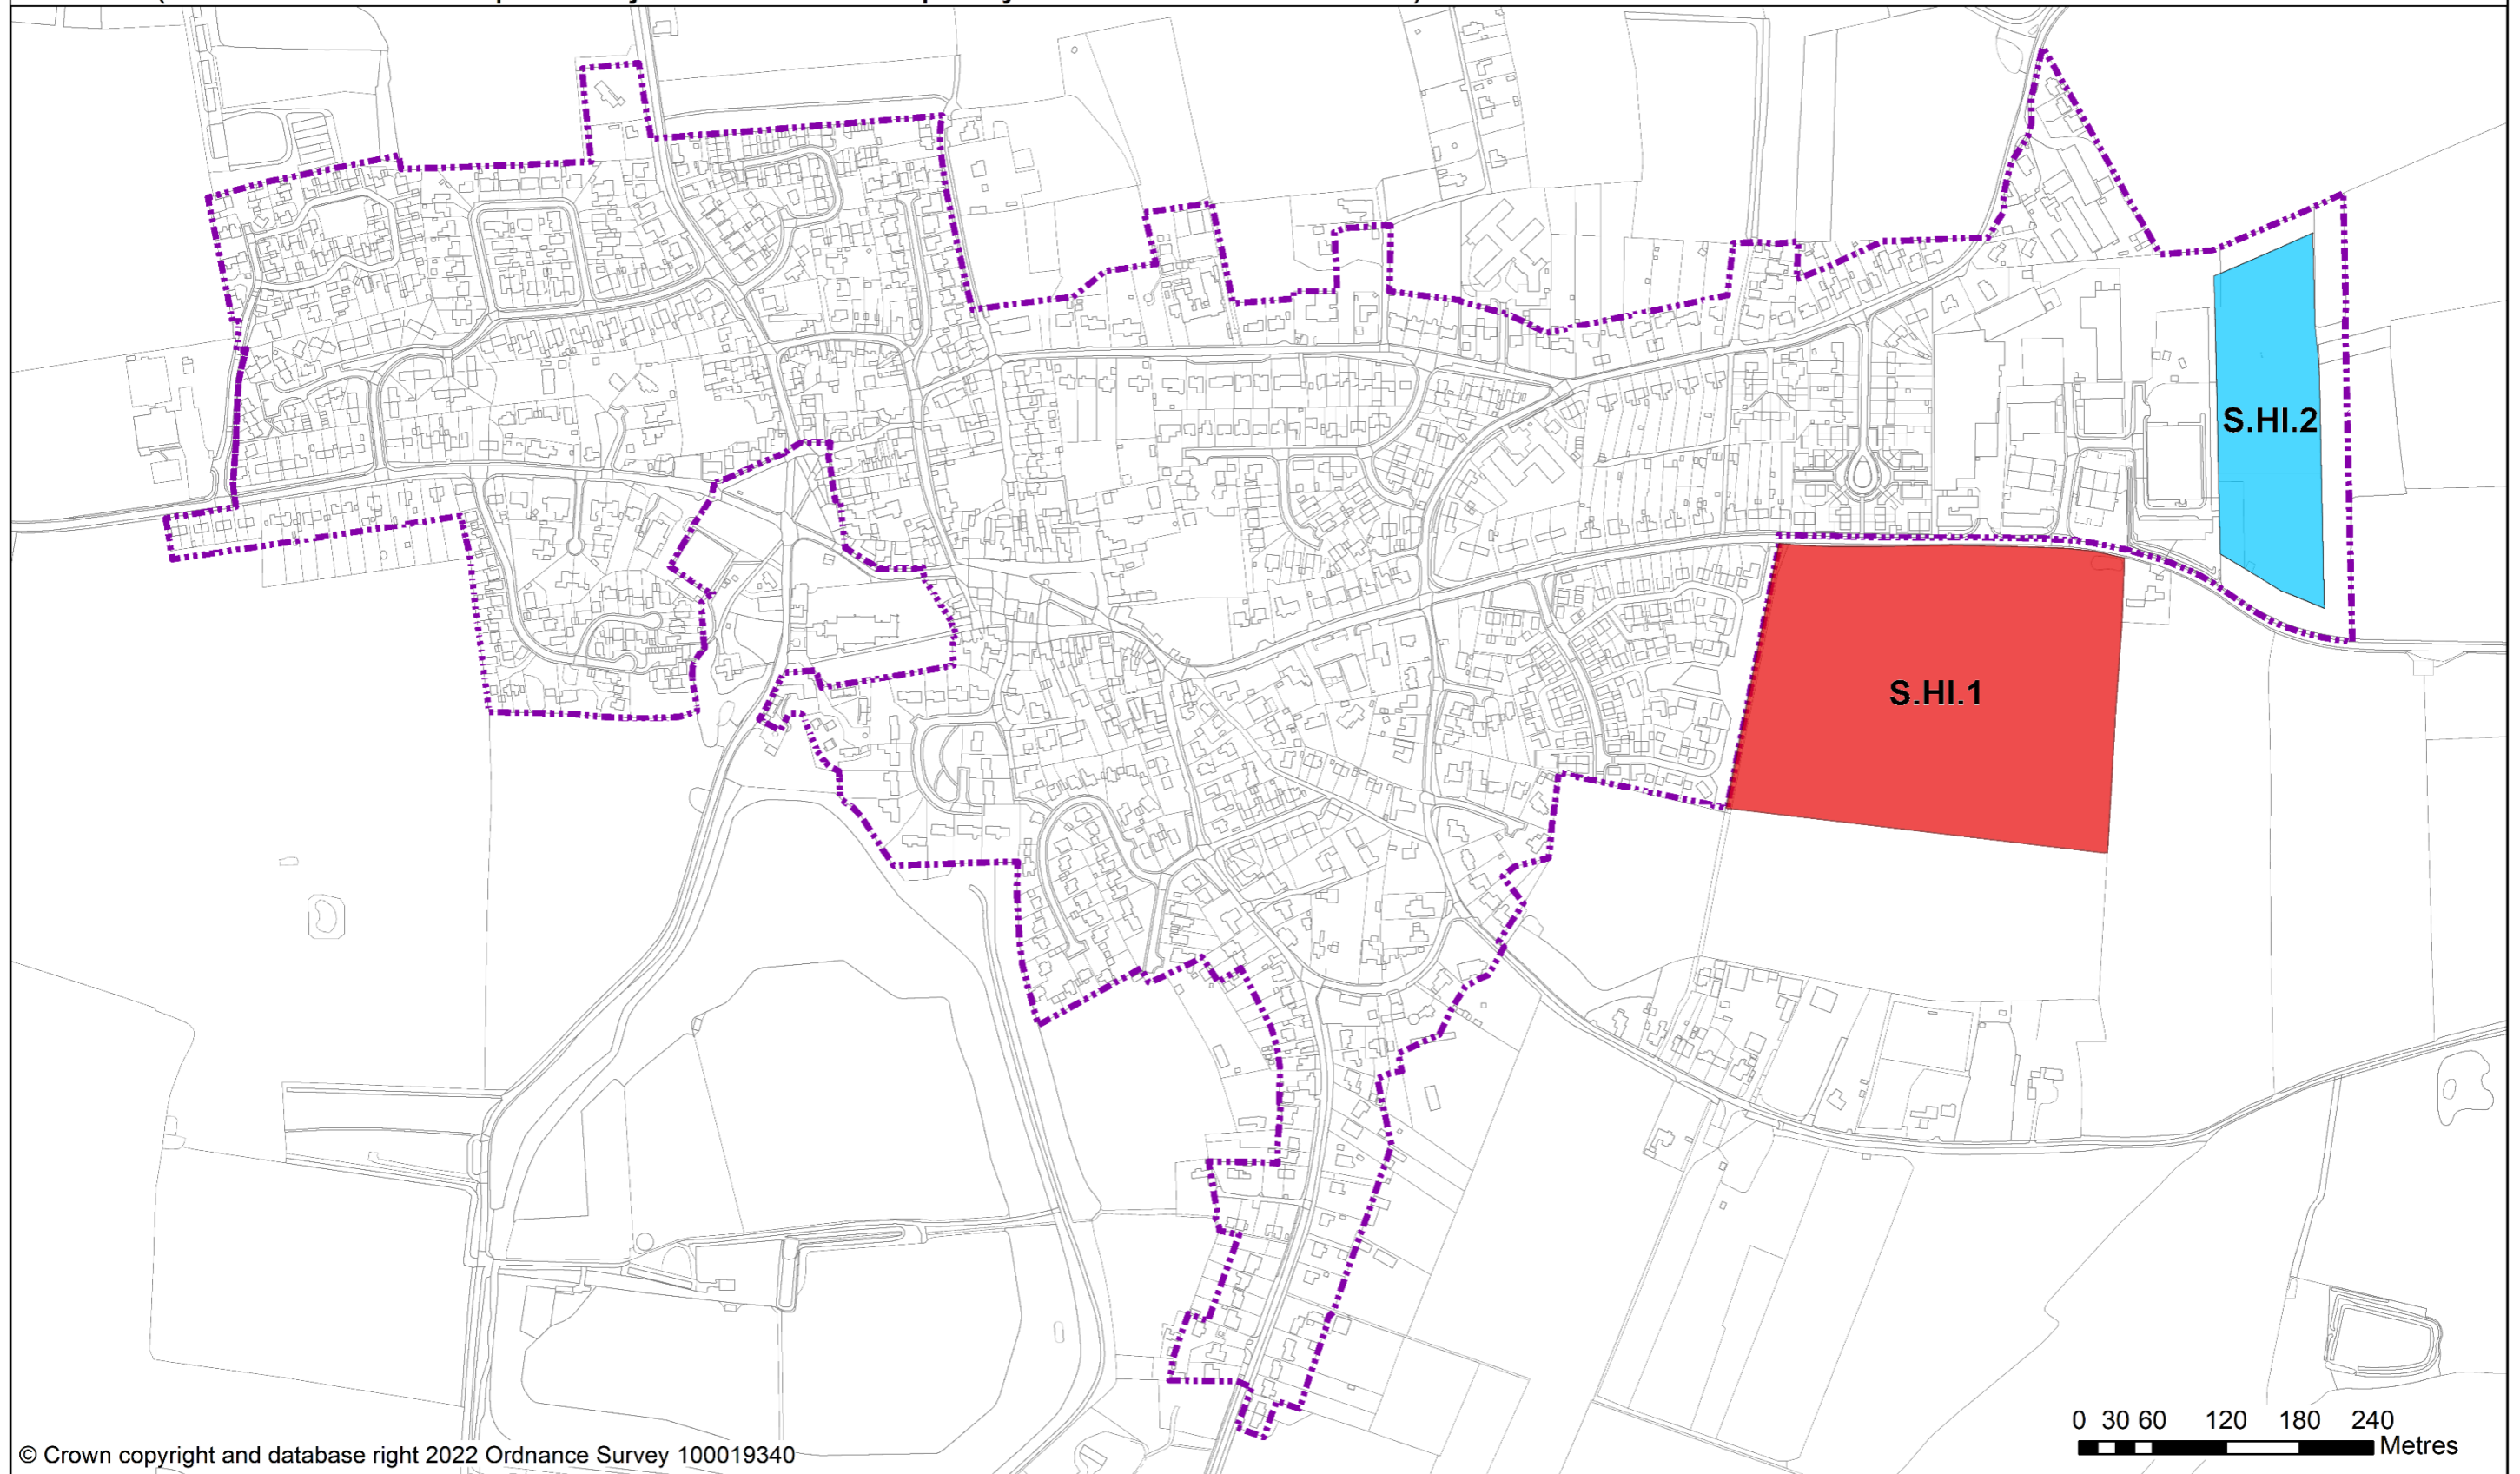 S.HI.2
S.HI.1
0 30 60 120 180 240
Metres
© Crown copyright and database right 2022 Ordnance Survey 100019340